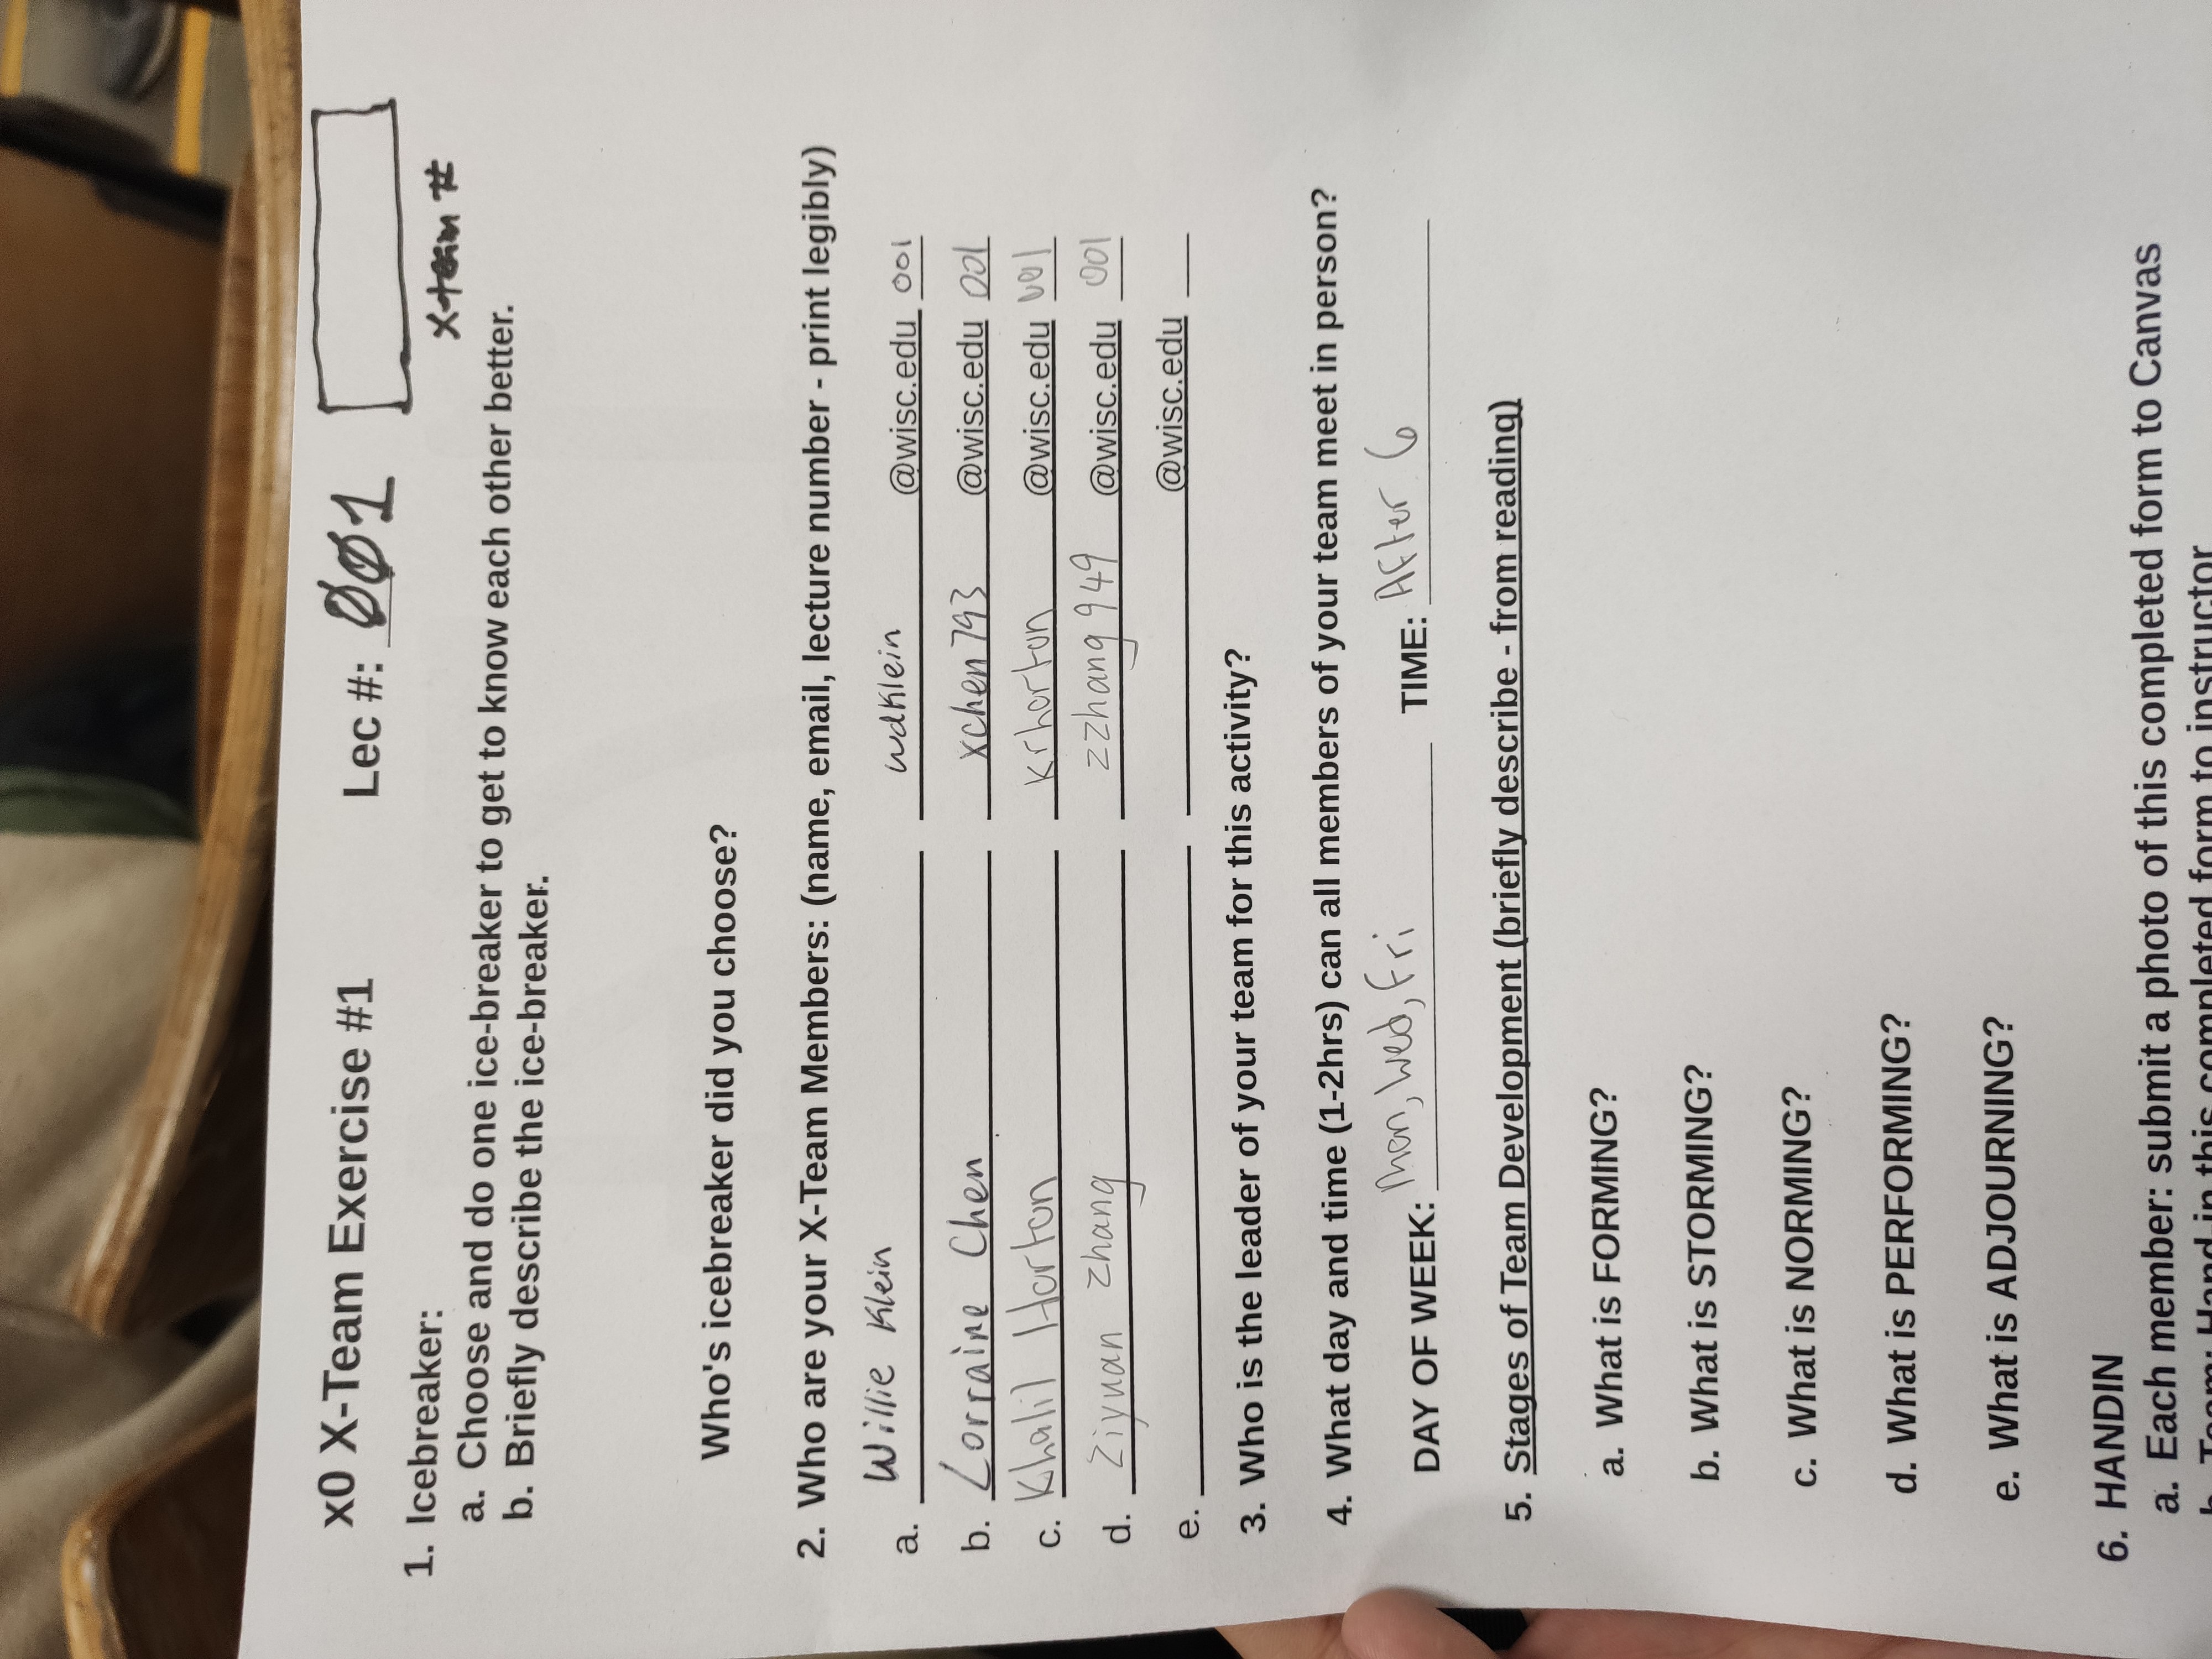 x0 X-Team Exercise #1 Lec #: 001
x-team #
1. Icebreaker:
a. Choose and do one ice-breaker to get to know each other better.
b. Briefly describe the ice-breaker.
Who's icebreaker did you choose?
2. Who are your X-Team Members: (name, email, lecture number - print legibly)
a. Willie Klein wdklein @wisc.edu 001
b. Lorraine Chen xchen793 @wisc.edu 001
c. Khalil Horton krhorton @wisc.edu 001
d. Ziyuan Zhang zzhang949 @wisc.edu 001
e. @wisc.edu
3. Who is the leader of your team for this activity?
4. What day and time (1-2hrs) can all members of your team meet in person?
DAY OF WEEK: Mon, Wed, Fri TIME: After 6
5. Stages of Team Development (briefly describe - from reading)
a. What is FORMING?
b. What is STORMING?
c. What is NORMING?
d. What is PERFORMING?
e. What is ADJOURNING?
6. HANDIN
a. Each member: submit a photo of this completed form to Canvas
b. Team: Hand-in this completed form to instructor